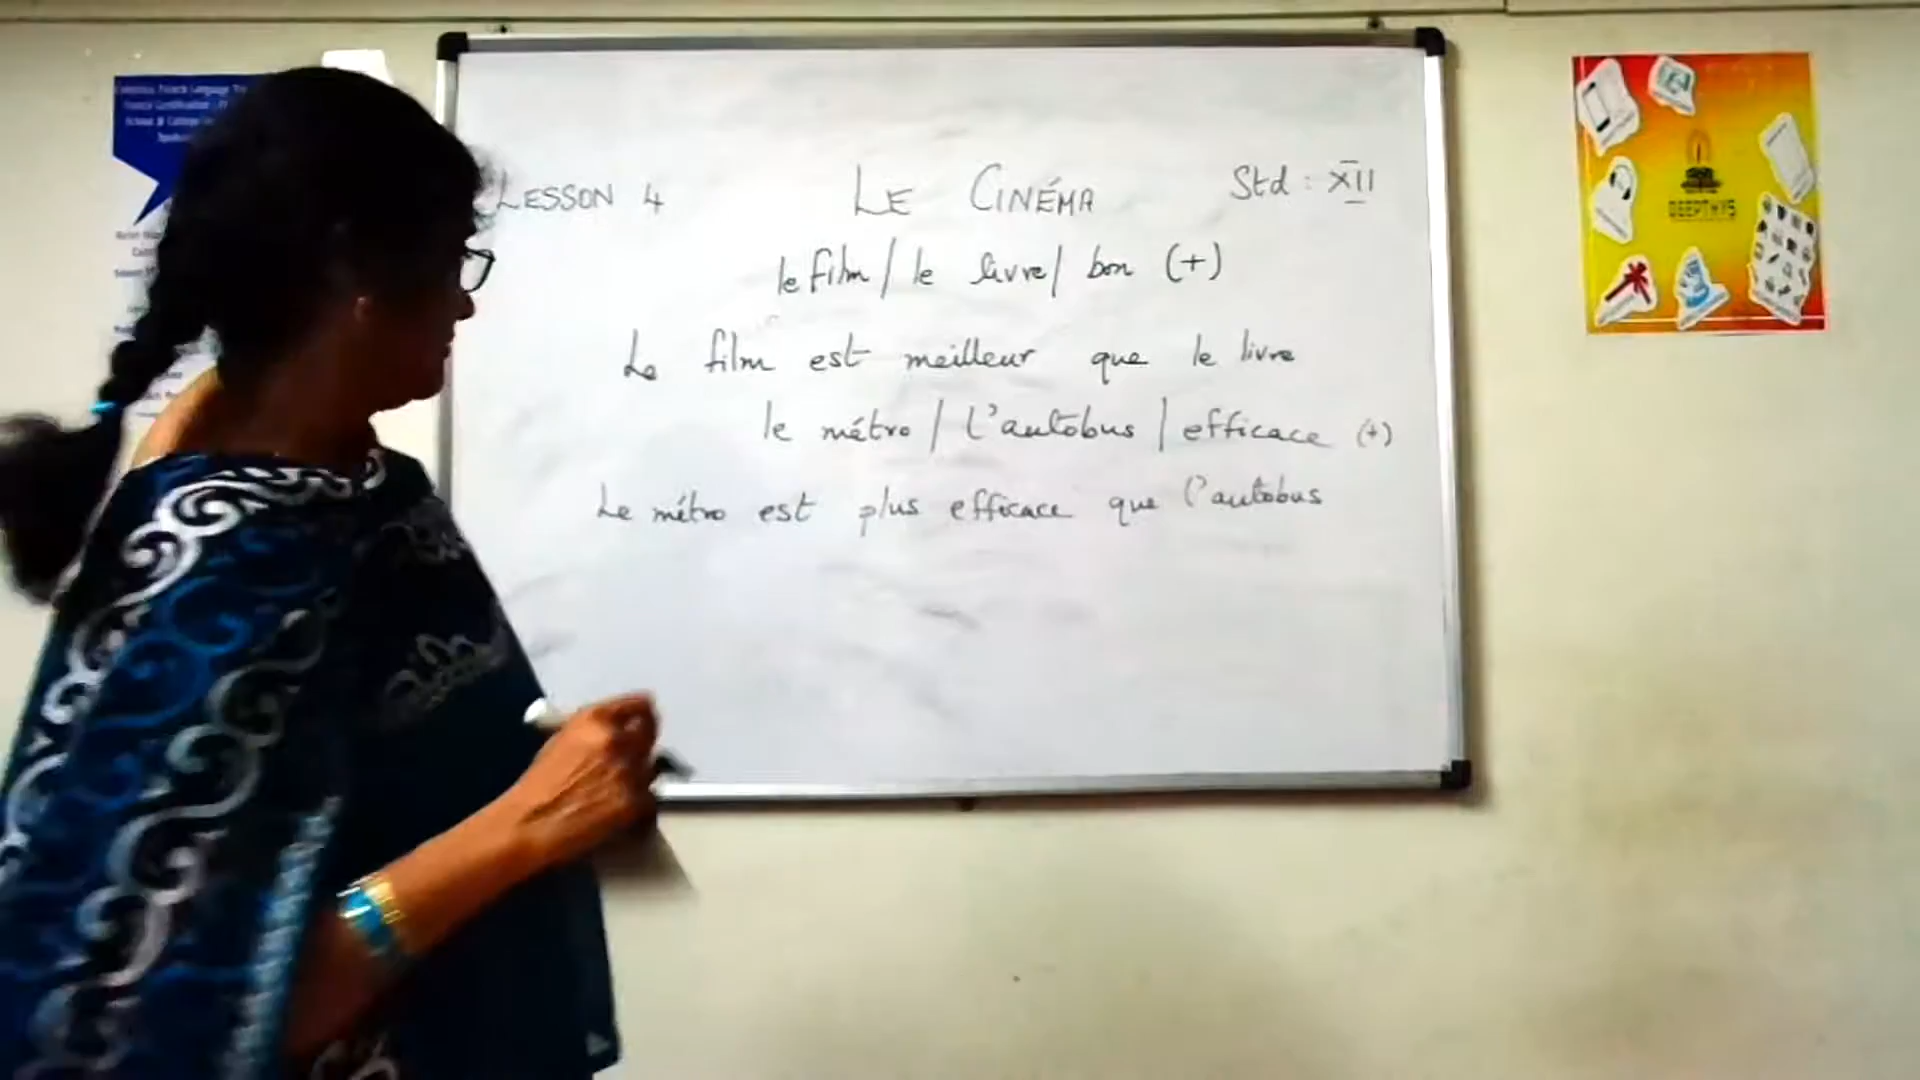 LESSON 4 LE CINÉMA Std : XII
le film / le livre / bon (+)
Le film est meilleur que le livre
le métro / l'autobus / efficace (+)
Le métro est plus efficace que l'autobus
DEEPTHYS